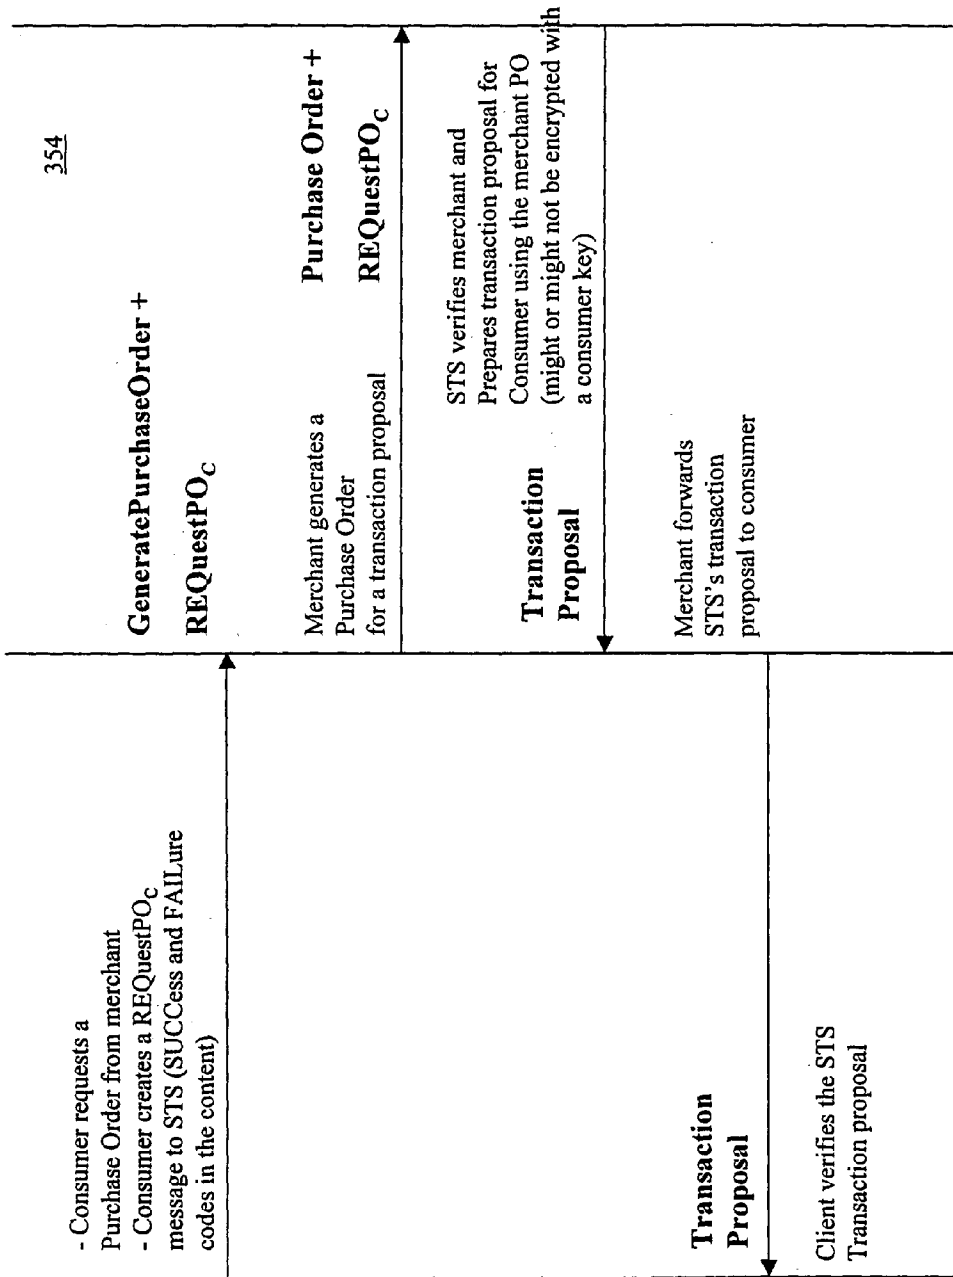 354
- Consumer requests a
Purchase Order from merchant
- Consumer creates a REQuestPO_C
message to STS (SUCCess and FAILure
codes in the content)
GeneratePurchaseOrder +
REQuestPO_C
Merchant generates a
Purchase Order
for a transaction proposal
Purchase Order +
REQuestPO_C
STS verifies merchant and
Prepares transaction proposal for
Consumer using the merchant PO
(might or might not be encrypted with
a consumer key)
Transaction
Proposal
Merchant forwards
STS's transaction
proposal to consumer
Transaction
Proposal
Client verifies the STS
Transaction proposal